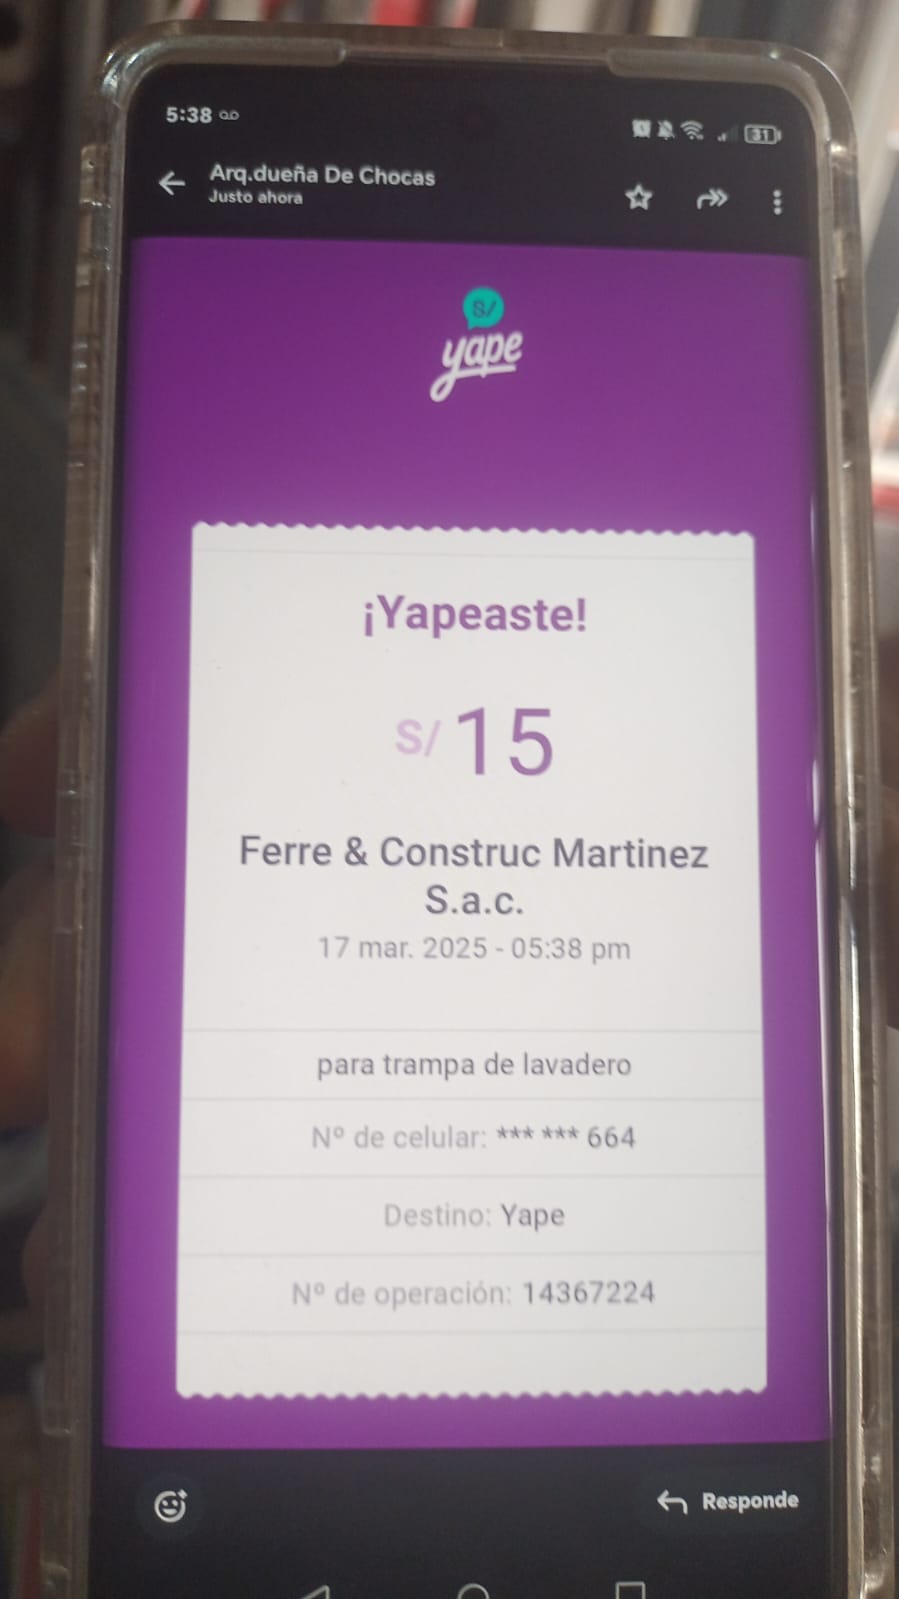 5:38
31
Arq.dueña De Chocas
Justo ahora
S/
yape
¡Yapeaste!
S/ 15
Ferre & Construc Martinez
S.a.c.
17 mar. 2025 - 05:38 pm
para trampa de lavadero
Nº de celular: *** *** 664
Destino: Yape
Nº de operación: 14367224
Responde